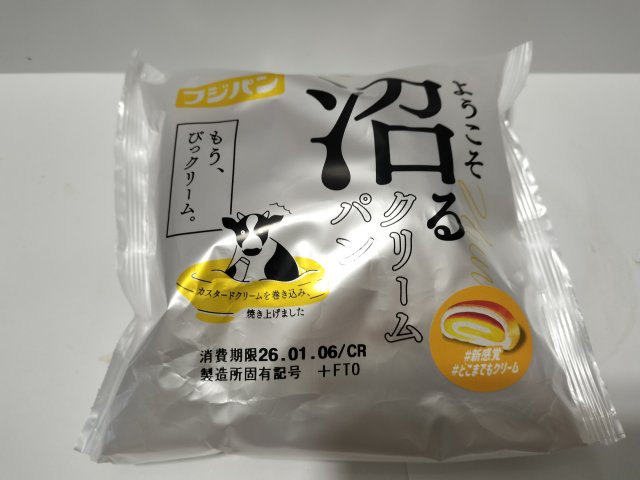 フジパン
ようこそ
沼る
クリーム
パン
もう、
びっクリーム。
カスタードクリームを巻き込み、
焼き上げました
#新感覚
#どこまでもクリーム
消費期限26.01.06/CR
製造所固有記号 +FT0